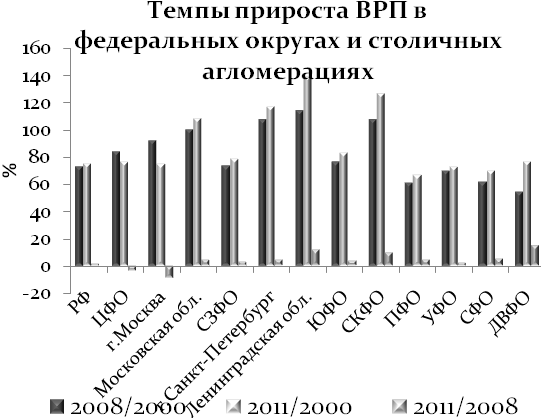 Темпы прироста ВРП в
федеральных округах и столичных
агломерациях
160
140
120
100
80
60
40
20
0
-20
%
РФ
ЦФО
г.Москва
Московская обл.
СЗФО
г.Санкт-Петербург
Ленинградская обл.
ЮФО
СКФО
ПФО
УФО
СФО
ДВФО
2008/2000 2011/2000 2011/2008